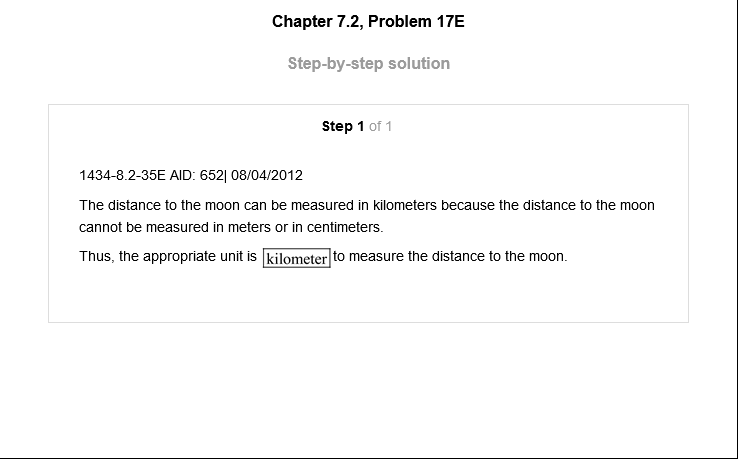 Chapter 7.2, Problem 17E
Step-by-step solution
Step 1 of 1
1434-8.2-35E AID: 652| 08/04/2012
The distance to the moon can be measured in kilometers because the distance to the moon
cannot be measured in meters or in centimeters.
Thus, the appropriate unit is kilometer to measure the distance to the moon.